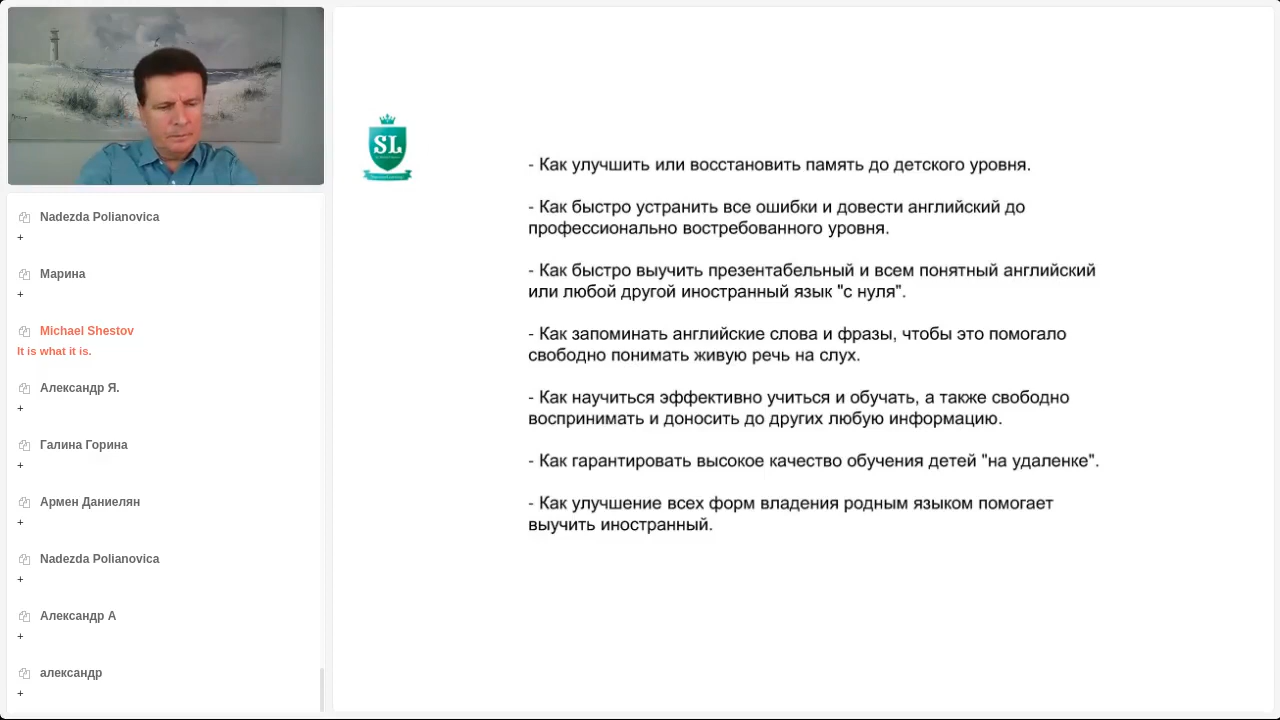 Nadezda Polianovica
+
Марина
+
Michael Shestov
It is what it is.
Александр Я.
+
Галина Горина
+
Армен Даниелян
+
Nadezda Polianovica
+
Александр А
+
александр
+
SL
- Как улучшить или восстановить память до детского уровня.
- Как быстро устранить все ошибки и довести английский до
профессионально востребованного уровня.
- Как быстро выучить презентабельный и всем понятный английский
или любой другой иностранный язык "с нуля".
- Как запоминать английские слова и фразы, чтобы это помогало
свободно понимать живую речь на слух.
- Как научиться эффективно учиться и обучать, а также свободно
воспринимать и доносить до других любую информацию.
- Как гарантировать высокое качество обучения детей "на удаленке".
- Как улучшение всех форм владения родным языком помогает
выучить иностранный.